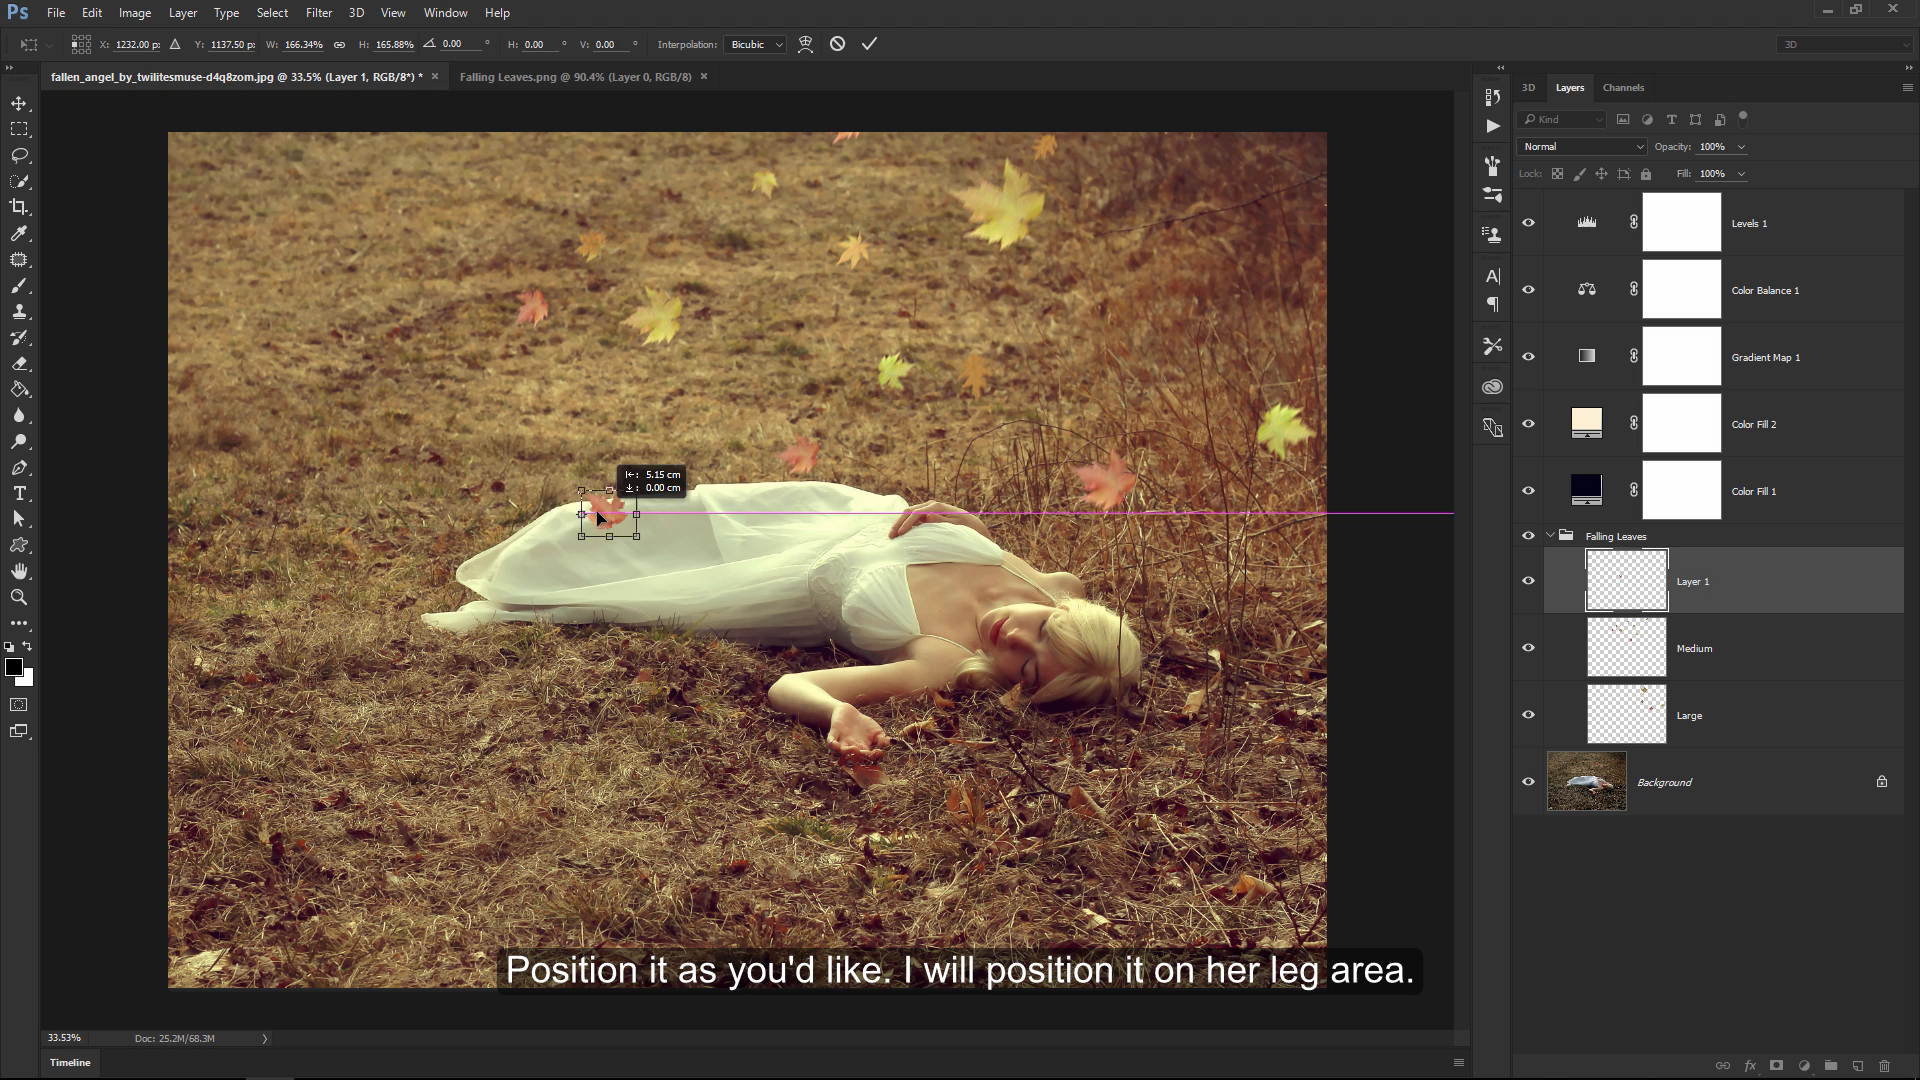 Ps File Edit Image Layer Type Select Filter 3D View Window Help
X: 1232.00 p: Y: 1137.50 p: W: 166.34% H: 165.88% 0.00 ° H: 0.00 ° V: 0.00 ° Interpolation: Bicubic 3D
fallen_angel_by_twilitesmuse-d4q8zom.jpg @ 33.5% (Layer 1, RGB/8*) * × Falling Leaves.png @ 90.4% (Layer 0, RGB/8) ×
3D Layers Channels
Kind
Normal Opacity: 100%
Lock: Fill: 100%
Levels 1
Color Balance 1
Gradient Map 1
Color Fill 2
Color Fill 1
Falling Leaves
Layer 1
Medium
Large
Background
5.15 cm
0.00 cm
Position it as you'd like. I will position it on her leg area.
33.53% Doc: 25.2M/68.3M
Timeline